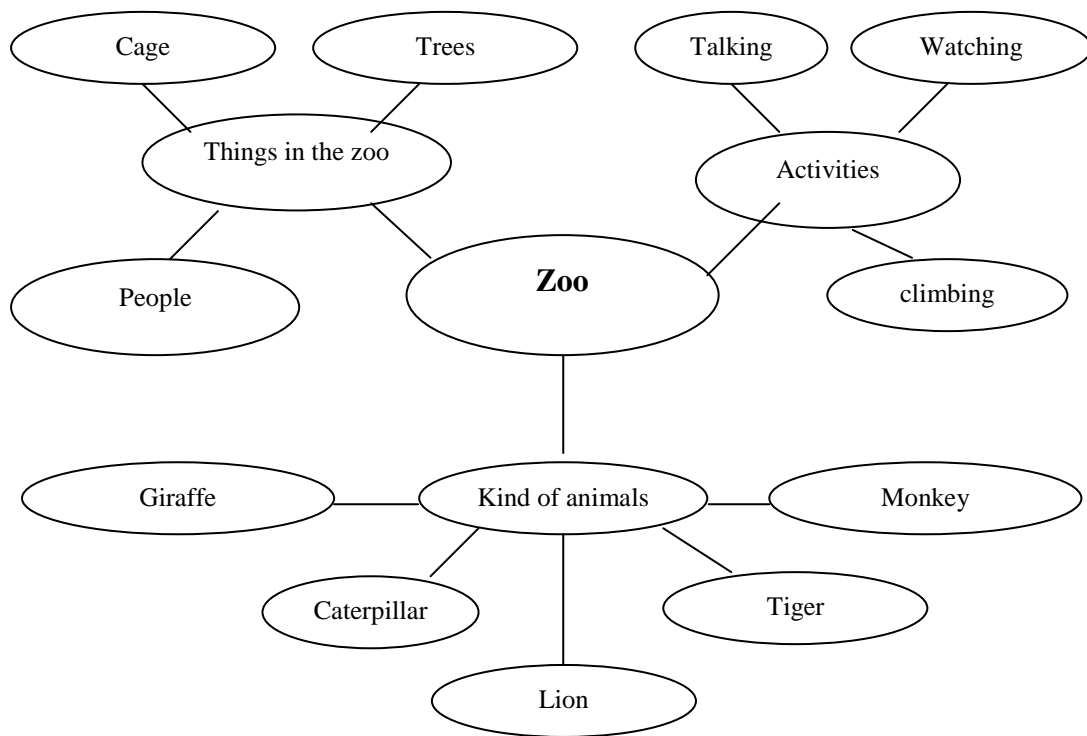 Cage
Trees
Talking
Watching
Things in the zoo
Activities
People
Zoo
climbing
Giraffe
Kind of animals
Monkey
Caterpillar
Tiger
Lion